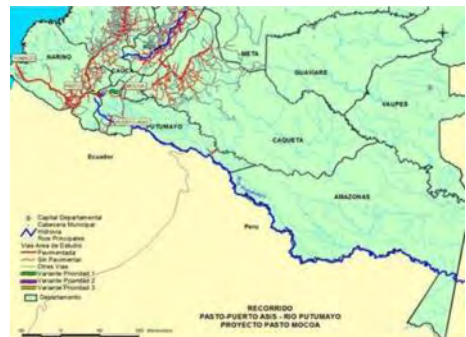 META
NARIÑO
CAUCA
GUAVIARE
VAUPES
PUTUMAYO
CAQUETA
Ecuador
AMAZONAS
Peru
Capital Departamental
Cabecera Municipal
Hidrovia
Rios Principales
Vias Area de Estudio
Pavimentada
Sin Pavimentar
Otras Vias
Variante Prioridad 1
Variante Prioridad 2
Variante Prioridad 3
Departamento
RECORRIDO
PASTO-PUERTO ASIS - RIO PUTUMAYO
PROYECTO PASTO MOCOA